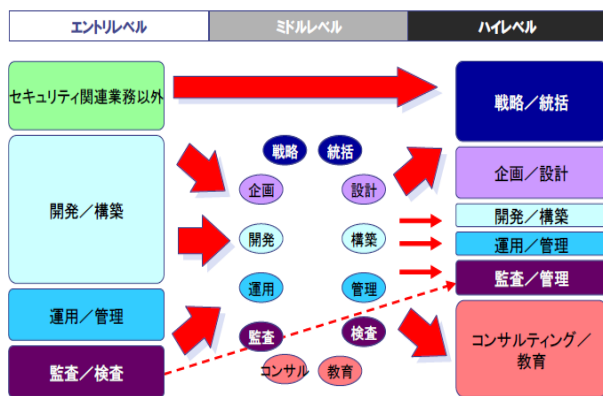 エントリレベル
ミドルレベル
ハイレベル
セキュリティ関連業務以外
開発／構築
運用／管理
監査／検査
戦略
統括
企画
設計
開発
構築
運用
管理
監査
検査
コンサル
教育
戦略／統括
企画／設計
開発／構築
運用／管理
監査／管理
コンサルティング／
教育